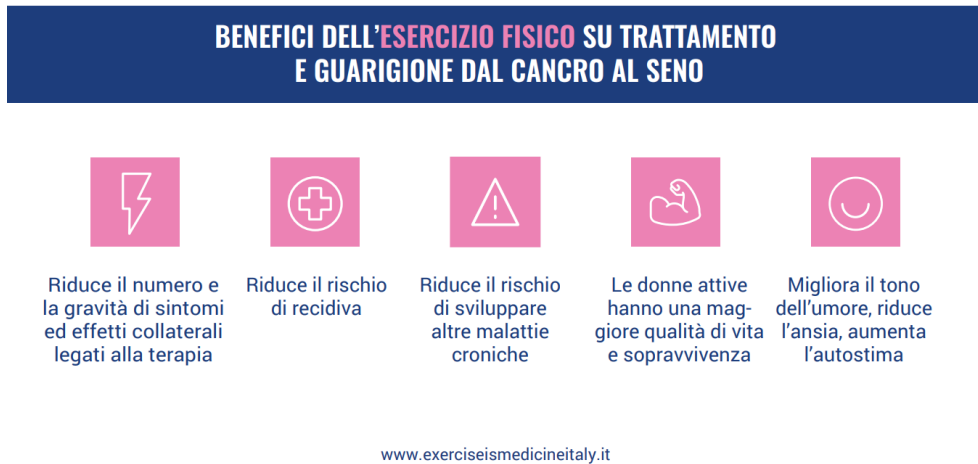 BENEFICI DELL'ESERCIZIO FISICO SU TRATTAMENTO
E GUARIGIONE DAL CANCRO AL SENO
Riduce il numero e
la gravità di sintomi
ed effetti collaterali
legati alla terapia
Riduce il rischio
di recidiva
Riduce il rischio
di sviluppare
altre malattie
croniche
Le donne attive
hanno una mag-
giore qualità di vita
e sopravvivenza
Migliora il tono
dell'umore, riduce
l'ansia, aumenta
l'autostima
www.exerciseismedicineitaly.it